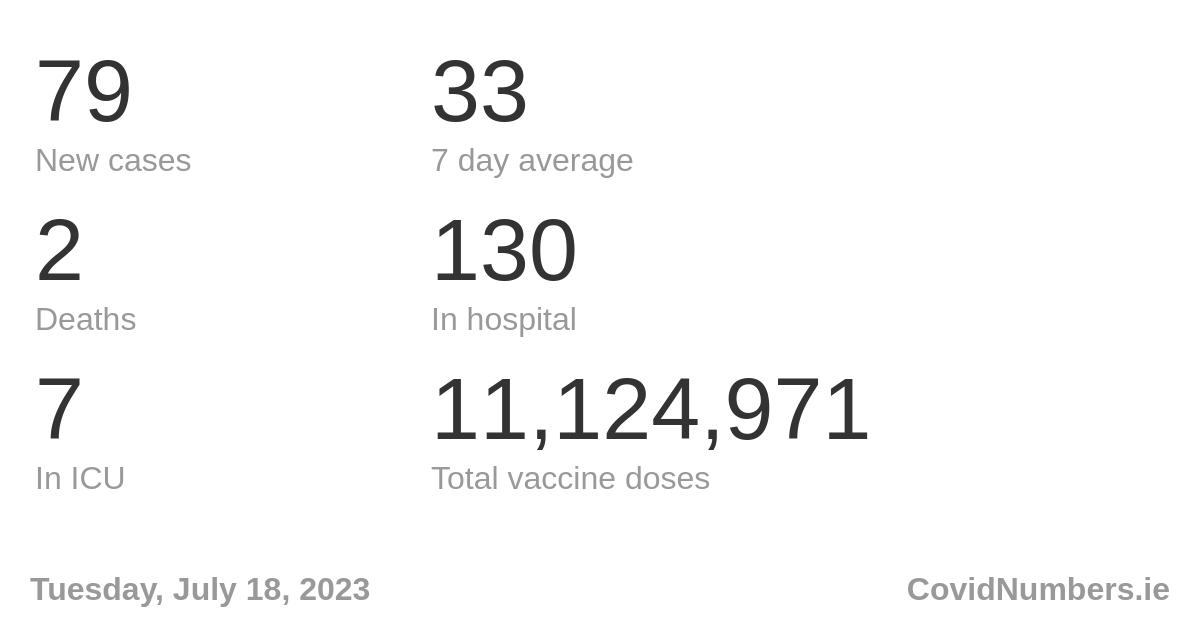 79
33
New cases
7 day average
2
130
Deaths
In hospital
7
11,124,971
In ICU
Total vaccine doses
Tuesday, July 18, 2023
CovidNumbers.ie